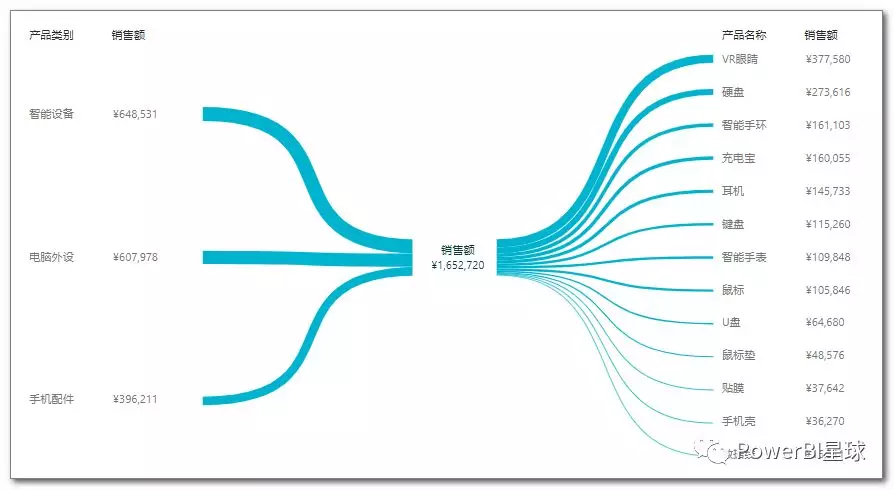 产品类别 销售额
智能设备 ¥648,531
电脑外设 ¥607,978
手机配件 ¥396,211
销售额
¥1,652,720
产品名称 销售额
VR眼睛 ¥377,580
硬盘 ¥273,616
智能手环 ¥161,103
充电宝 ¥160,055
耳机 ¥145,733
键盘 ¥115,260
智能手表 ¥109,848
鼠标 ¥105,846
U盘 ¥64,680
鼠标垫 ¥48,576
贴膜 ¥37,642
手机壳 ¥36,270
PowerBI星球